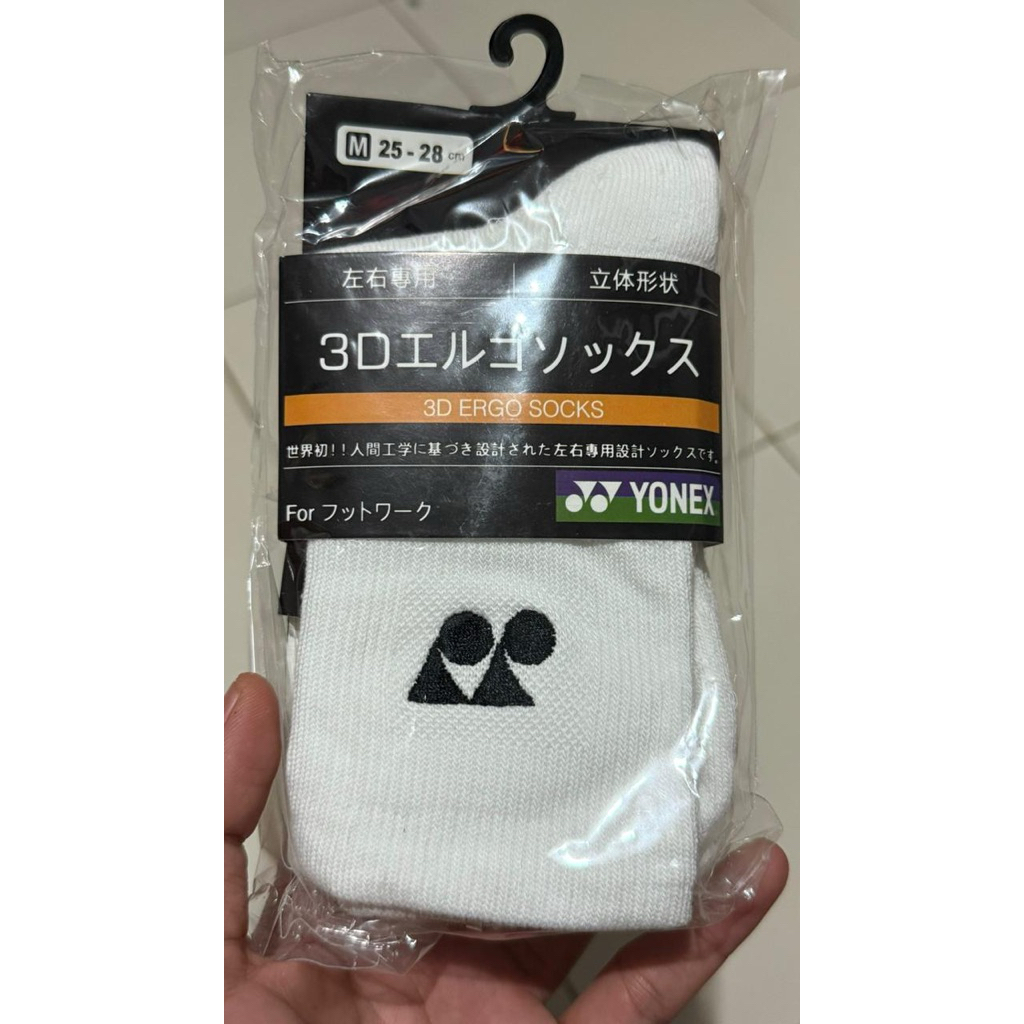 M 25 - 28 cm
左右專用 立体形状
3Dエルゴソックス
3D ERGO SOCKS
世界初!!人間工学に基づき設計された左右専用設計ソックスです。
YONEX
For フットワーク